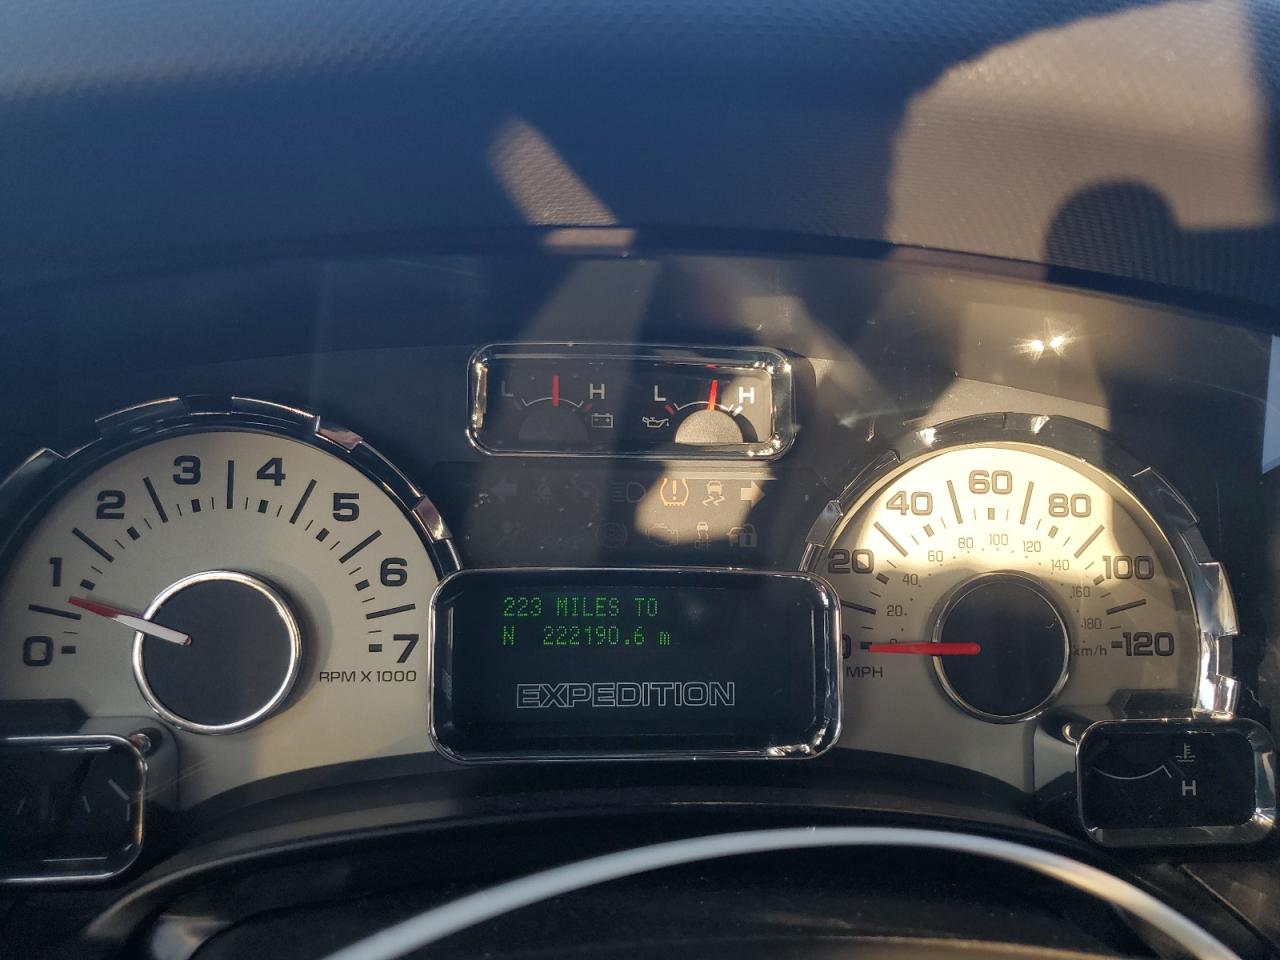 L H
L H
0 1 2 3 4 5 6 7
RPM X 1000
223 MILES TO
N 222190.6 m
EXPEDITION
20 40 60 80 100 120
20 40 60 80 100 120 140 160 180
MPH
km/h
H